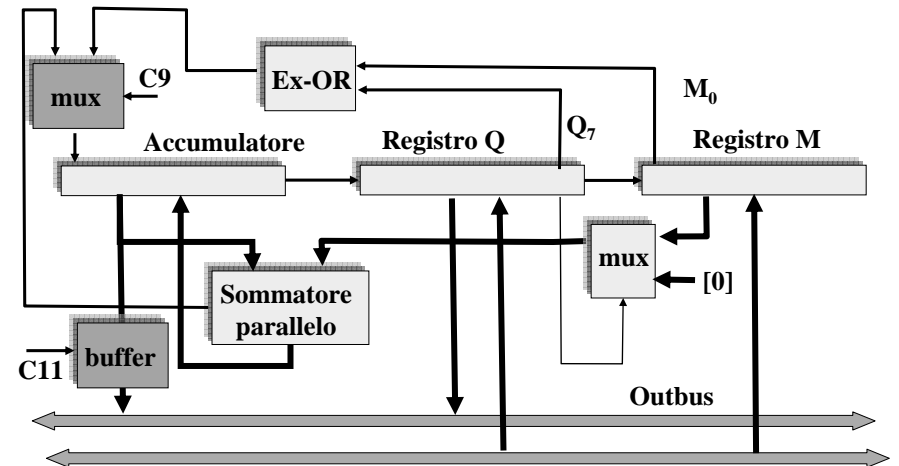 mux
C9
Ex-OR
M₀
Q₇
Accumulatore
Registro Q
Registro M
mux
[0]
Sommatore
parallelo
buffer
C11
Outbus